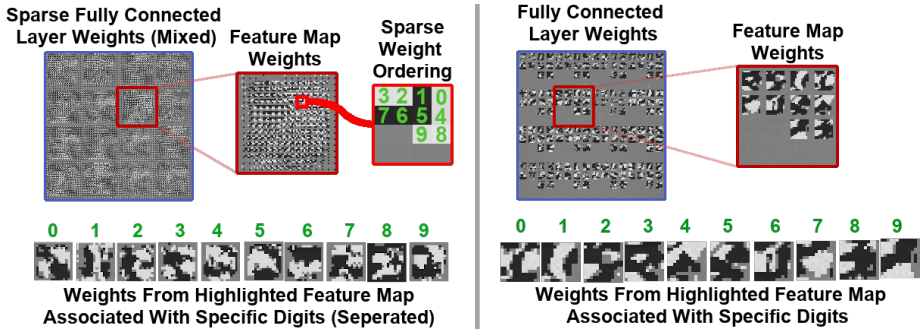 Sparse Fully Connected
Layer Weights (Mixed)
Feature Map
Weights
Sparse
Weight
Ordering
3 2 1 0
7 6 5 4
9 8
0 1 2 3 4 5 6 7 8 9
Weights From Highlighted Feature Map
Associated With Specific Digits (Seperated)
Fully Connected
Layer Weights
Feature Map
Weights
0 1 2 3 4 5 6 7 8 9
Weights From Highlighted Feature Map
Associated With Specific Digits